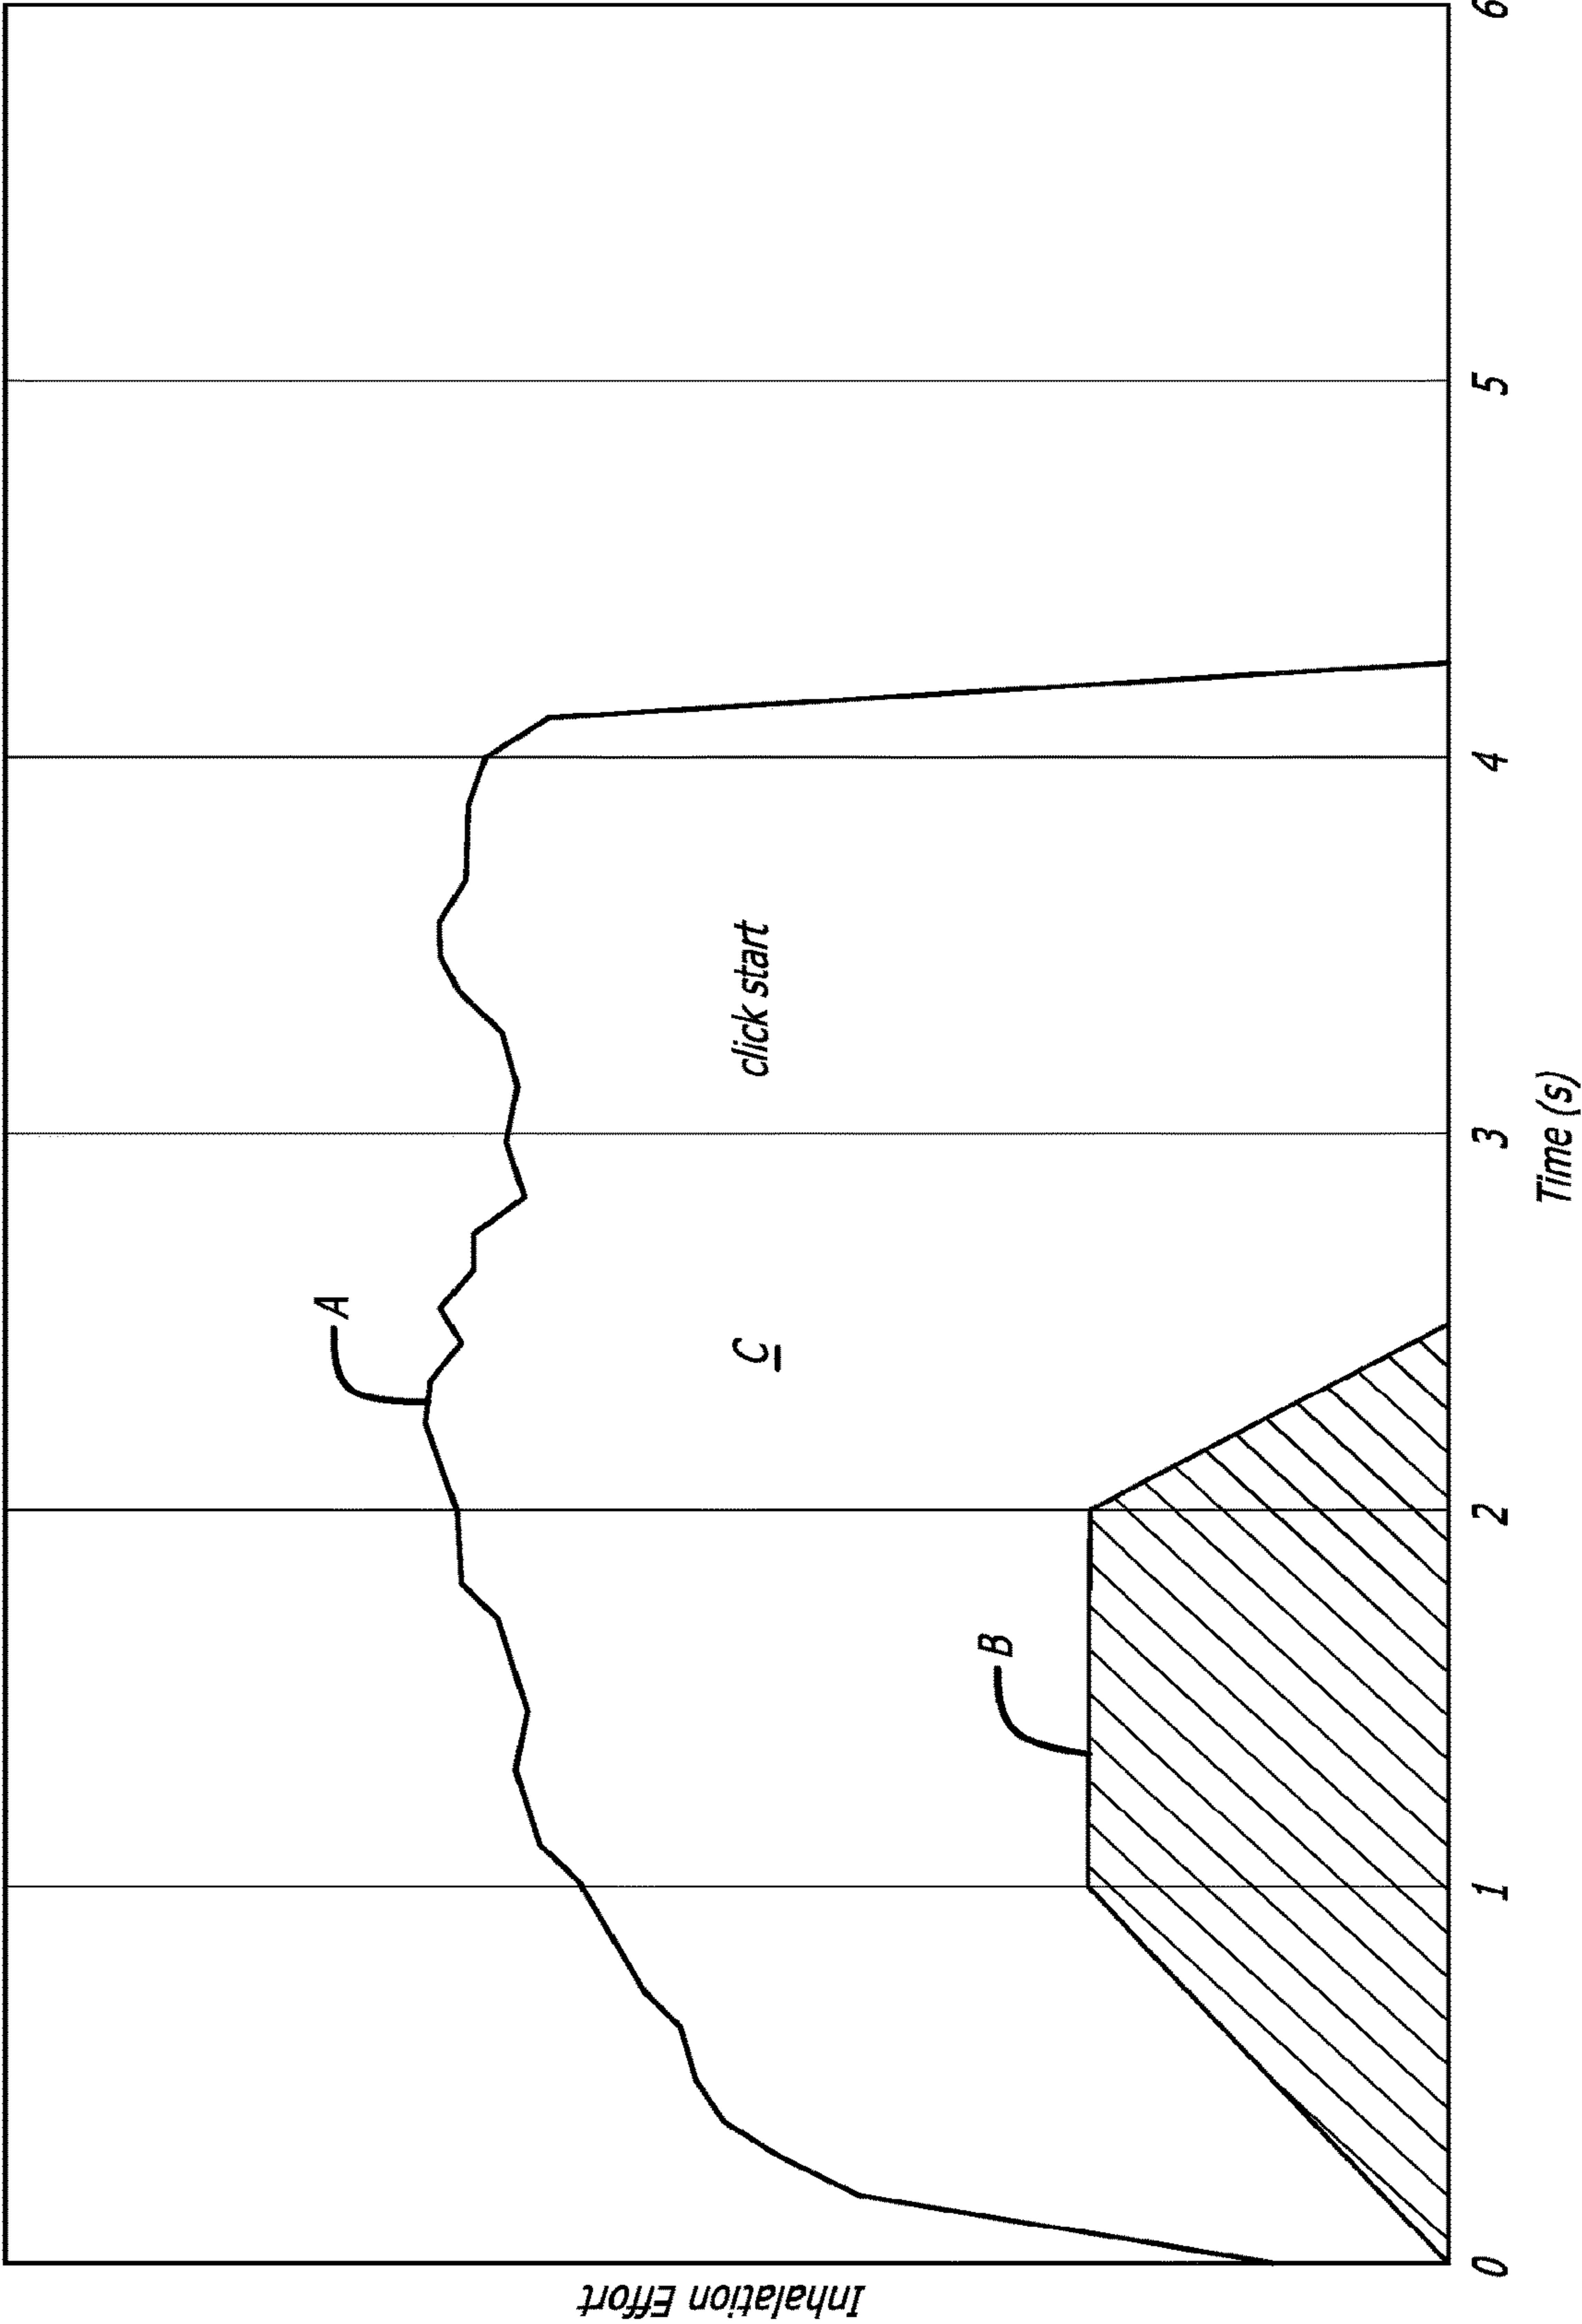 Inhalation Effort
A
B
C
click start
0 1 2 3 4 5 6
Time (s)